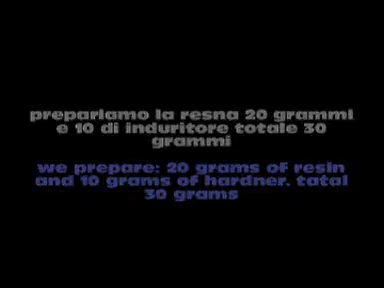 prepariamo la resna 20 grammi
e 10 di induritore totale 30
grammi
we prepare: 20 grams of resin
and 10 grams of hardner. tatal
30 grams